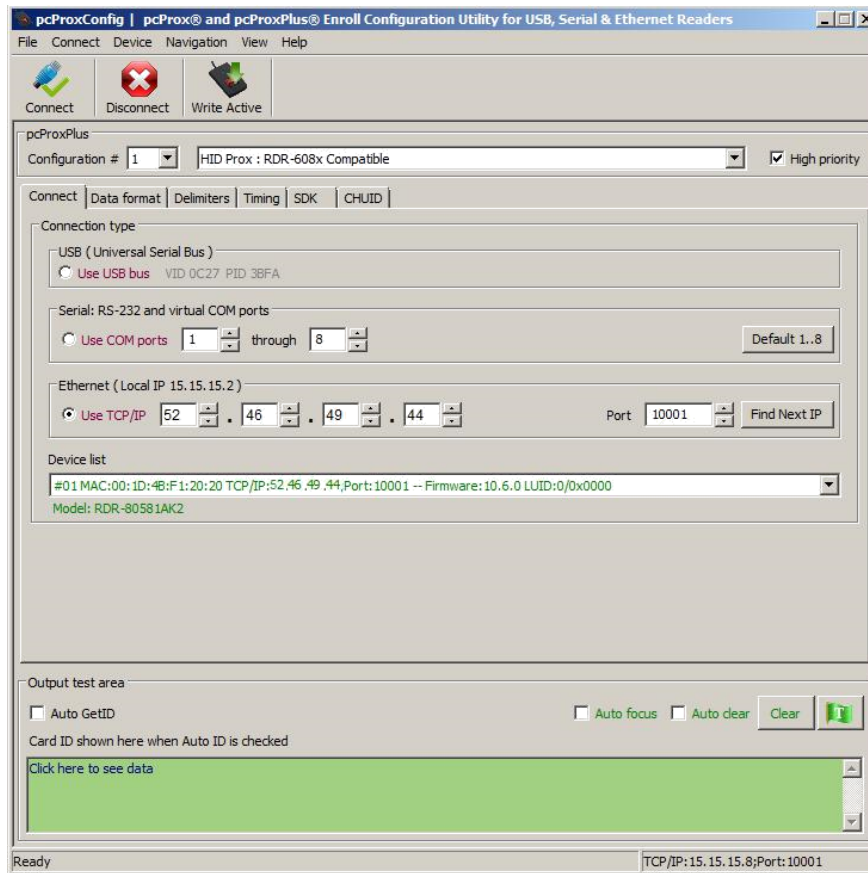 pcProxConfig | pcProx® and pcProxPlus® Enroll Configuration Utility for USB, Serial & Ethernet Readers
File Connect Device Navigation View Help
Connect Disconnect Write Active
pcProxPlus
Configuration # 1 HID Prox : RDR-608x Compatible High priority
Connect Data format Delimiters Timing SDK CHUID
Connection type
USB ( Universal Serial Bus )
Use USB bus VID 0C27 PID 3BFA
Serial: RS-232 and virtual COM ports
Use COM ports 1 through 8 Default 1..8
Ethernet ( Local IP 15.15.15.2 )
Use TCP/IP 52 . 46 . 49 . 44 Port 10001 Find Next IP
Device list
#01 MAC:00:1D:4B:F1:20:20 TCP/IP:52,46 ,49 ,44,Port:10001 -- Firmware:10.6.0 LUID:0/0x0000
Model: RDR-80581AK2
Output test area
Auto GetID Auto focus Auto clear Clear T
Card ID shown here when Auto ID is checked
Click here to see data
Ready TCP/IP:15.15.15.8;Port:10001